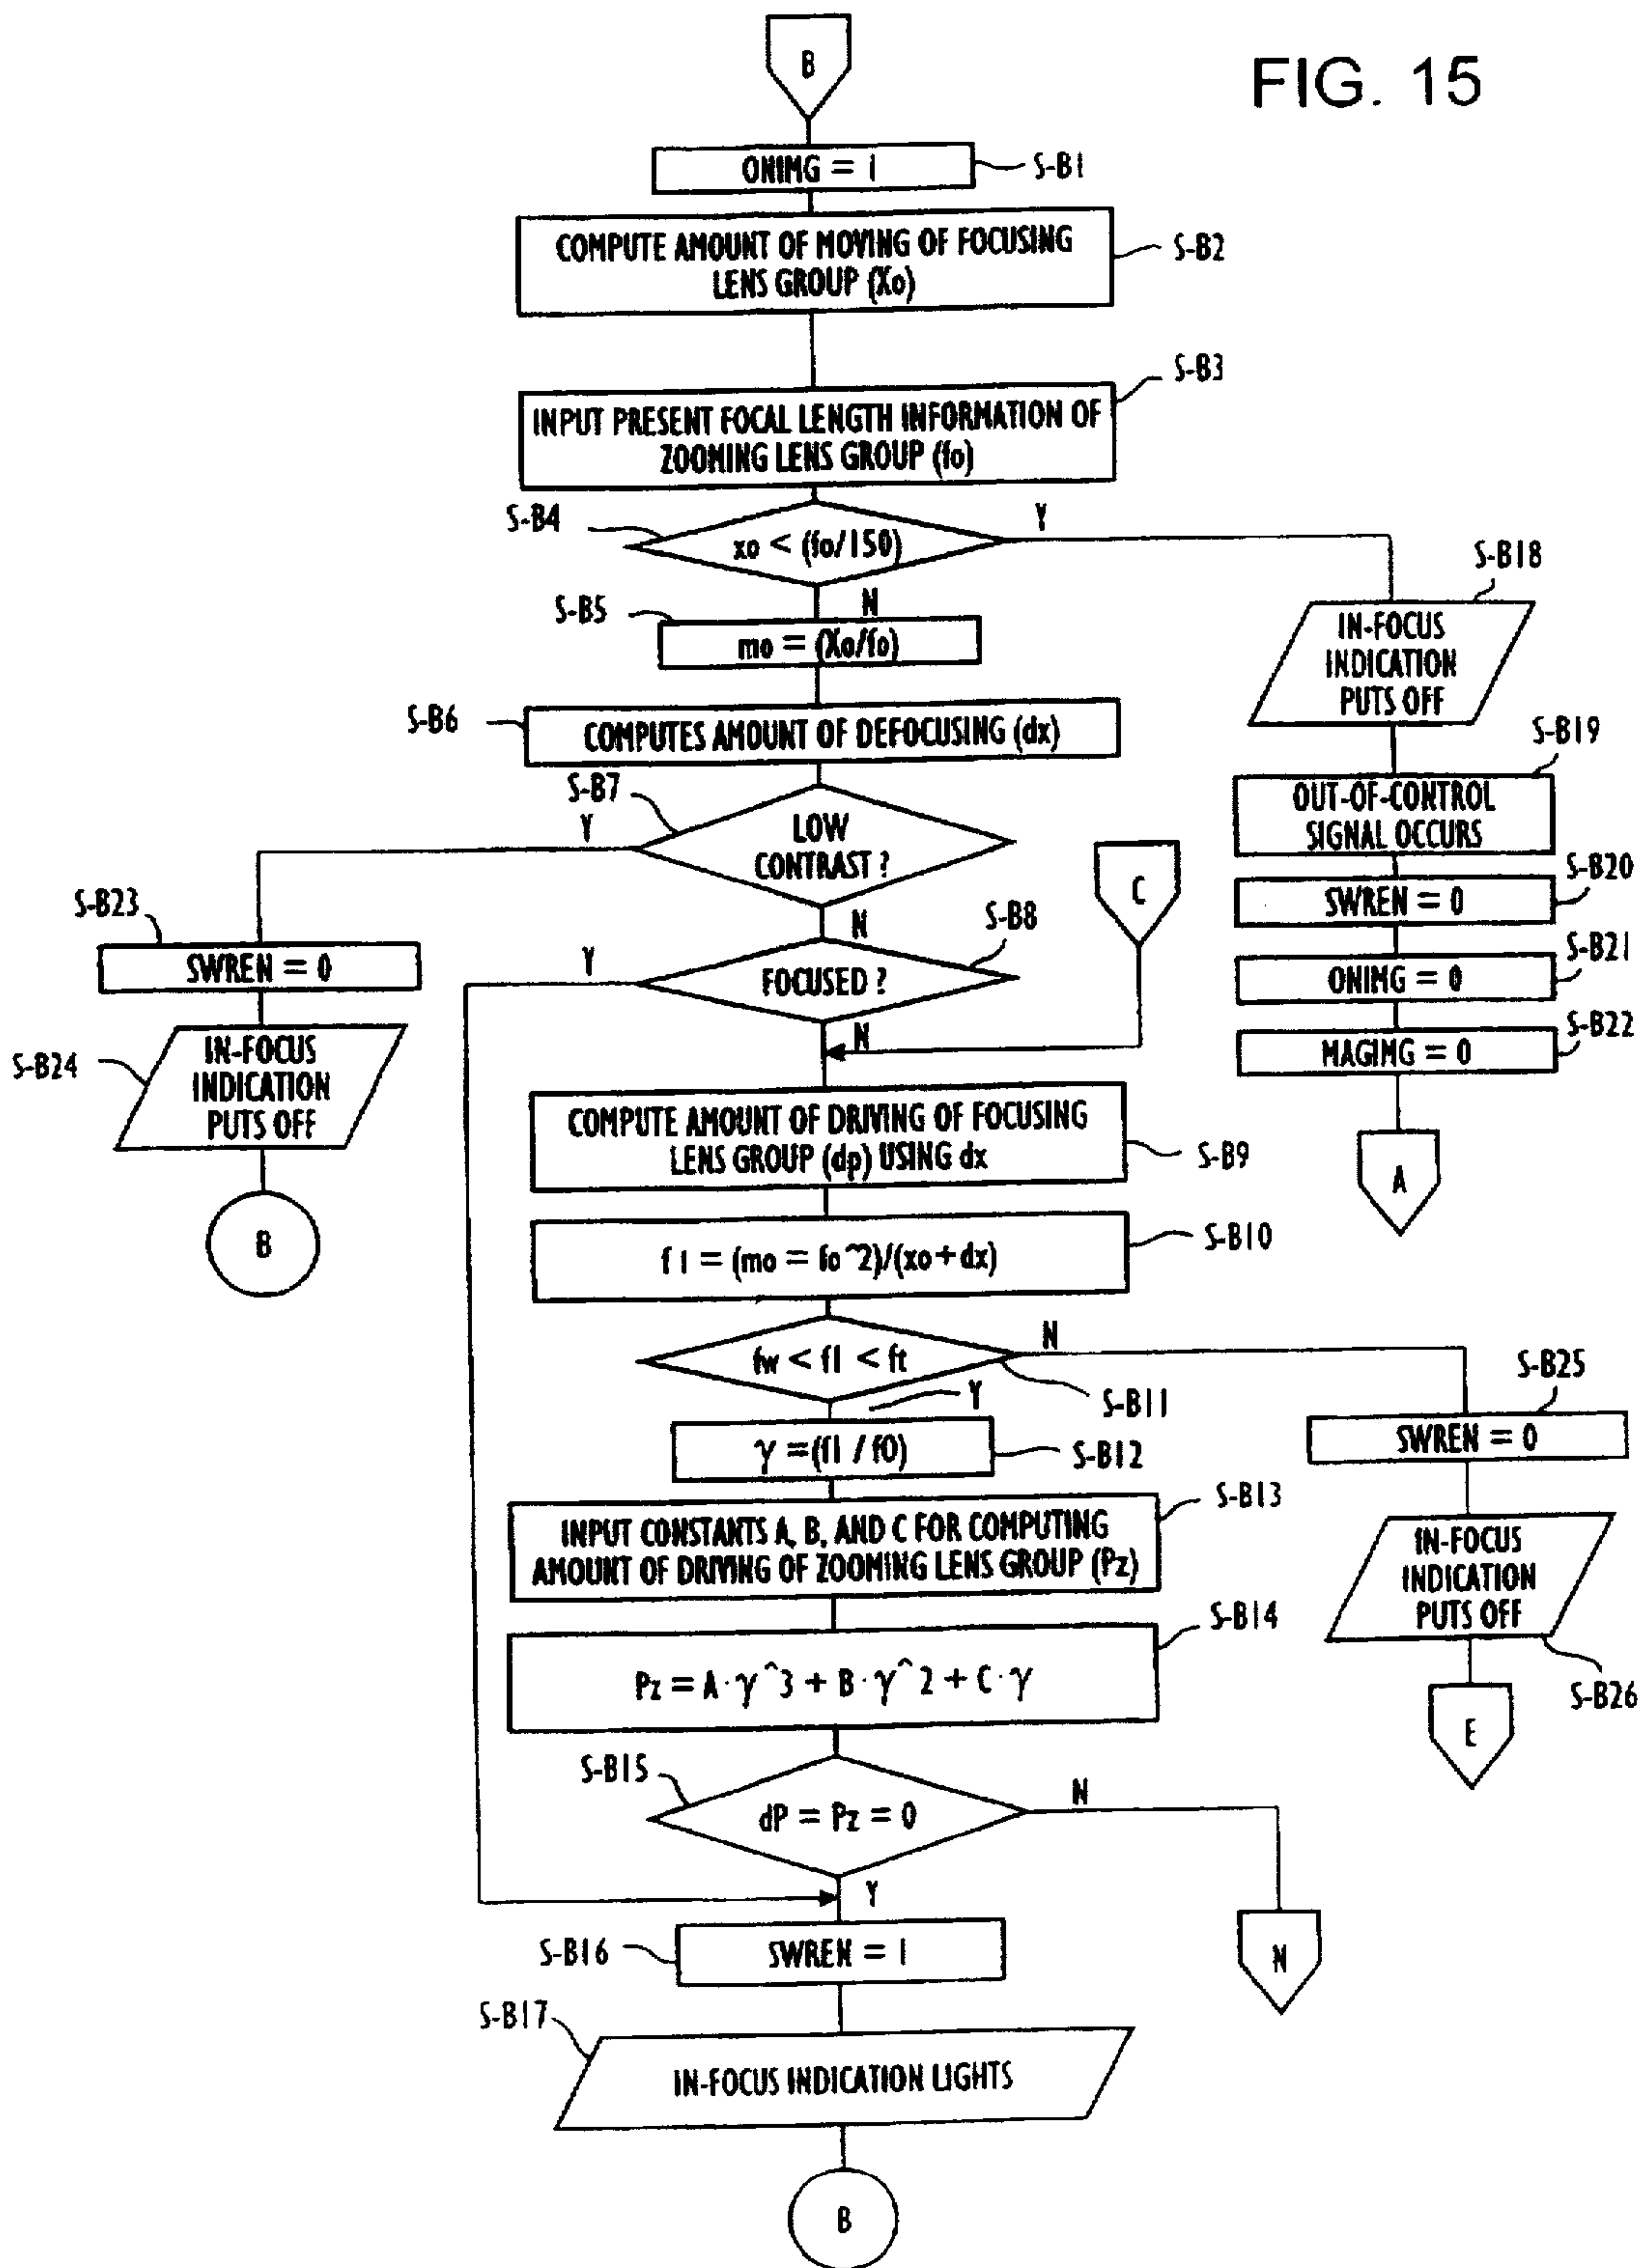 FIG. 15
B
ONIMG = 1
S-B1
COMPUTE AMOUNT OF MOVING OF FOCUSING
LENS GROUP (Xo)
S-B2
S-B3
INPUT PRESENT FOCAL LENGTH INFORMATION OF
ZOOMING LENS GROUP (fo)
S-B4
xo < (fo/150)
Y
N
S-B5
mo = (Xo/fo)
S-B18
IN-FOCUS
INDICATION
PUTS OFF
S-B6
COMPUTES AMOUNT OF DEFOCUSING (dx)
S-B19
OUT-OF-CONTROL
SIGNAL OCCURS
S-B7
Y
LOW
CONTRAST ?
N
C
S-B20
SWREN = 0
S-B23
SWREN = 0
S-B8
Y
FOCUSED ?
N
S-B21
ONIMG = 0
S-B22
MAGIMG = 0
S-B24
IN-FOCUS
INDICATION
PUTS OFF
B
A
COMPUTE AMOUNT OF DRIVING OF FOCUSING
LENS GROUP (dp) USING dx
S-B9
f1 = (mo = fo^2)/(xo+dx)
S-B10
fw < f1 < ft
N
S-B11
Y
S-B25
SWREN = 0
γ =(f1 / f0)
S-B12
S-B13
INPUT CONSTANTS A, B, AND C FOR COMPUTING
AMOUNT OF DRIVING OF ZOOMING LENS GROUP (Pz)
IN-FOCUS
INDICATION
PUTS OFF
S-B26
E
S-B14
Pz = A·γ^3 + B·γ^2 + C·γ
S-B15
dP = Pz = 0
N
Y
N
S-B16
SWREN = 1
S-B17
IN-FOCUS INDICATION LIGHTS
B